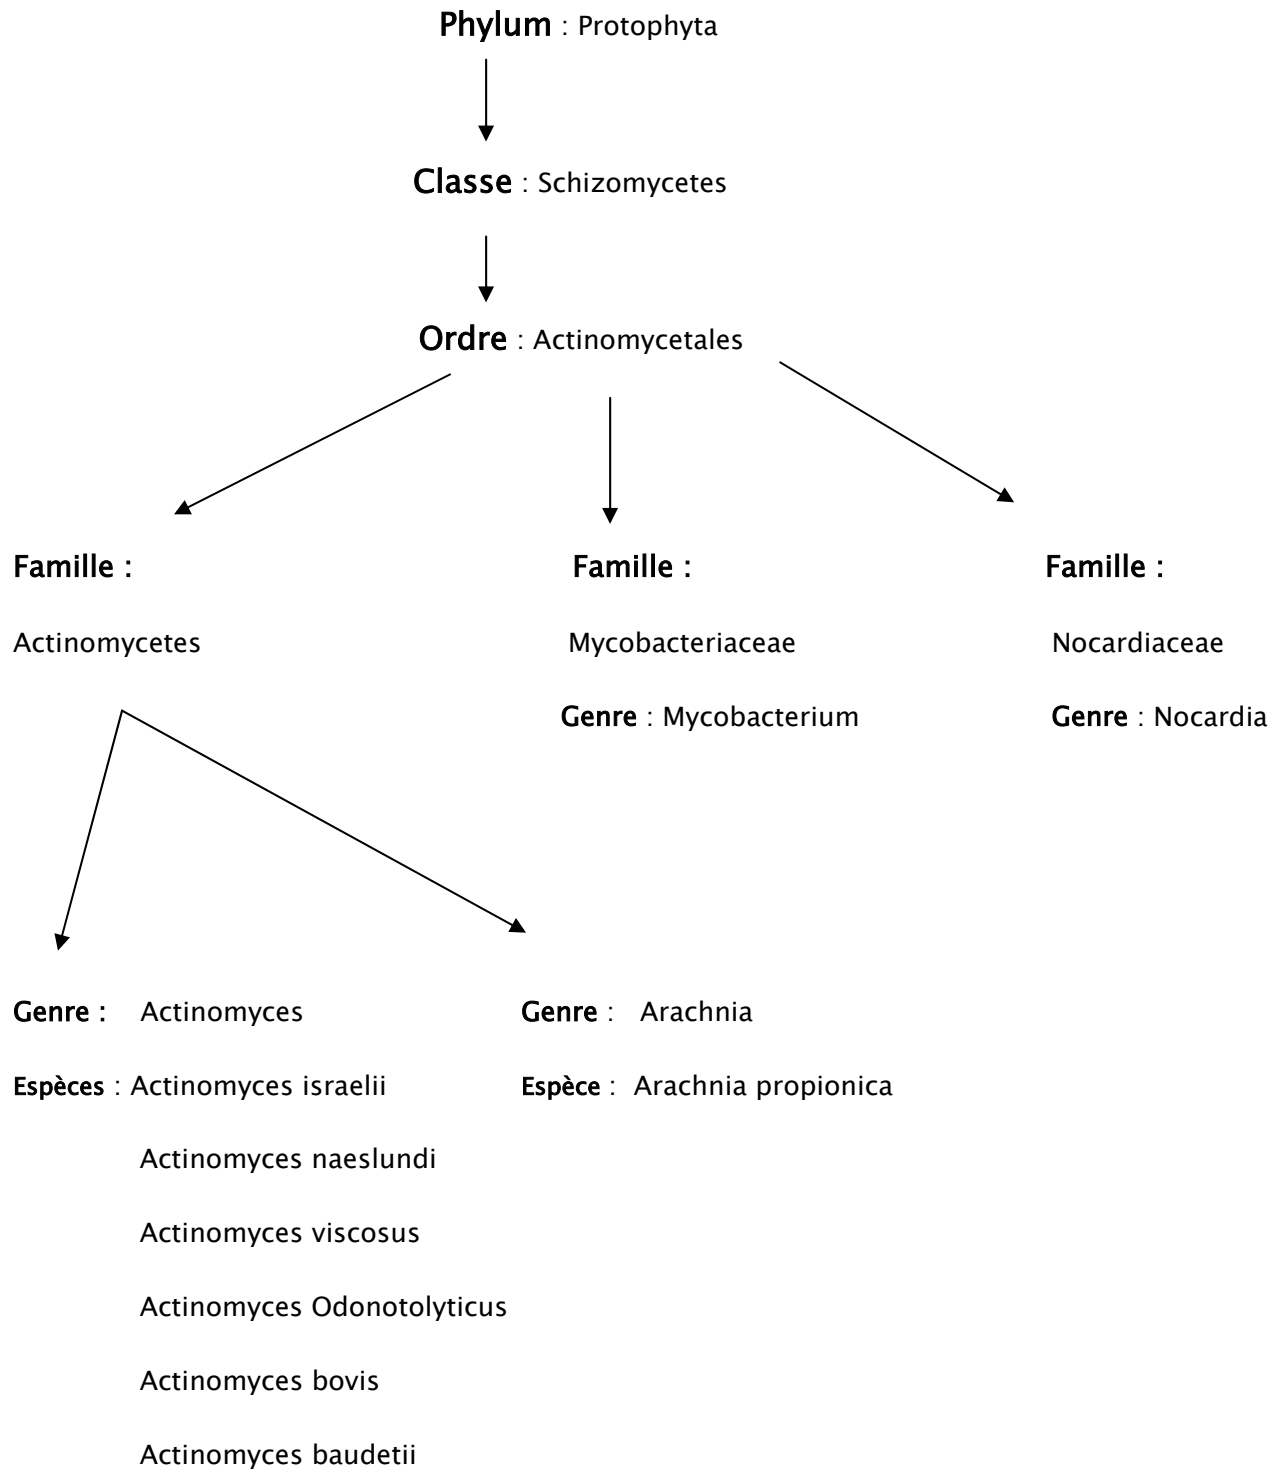 Phylum : Protophyta
Classe : Schizomycetes
Ordre : Actinomycetales
Famille : Famille : Famille :
Actinomycetes Mycobacteriaceae Nocardiaceae
Genre : Mycobacterium Genre : Nocardia
Genre : Actinomyces Genre : Arachnia
Espèces : Actinomyces israelii Espèce : Arachnia propionica
Actinomyces naeslundi
Actinomyces viscosus
Actinomyces Odonotolyticus
Actinomyces bovis
Actinomyces baudetii